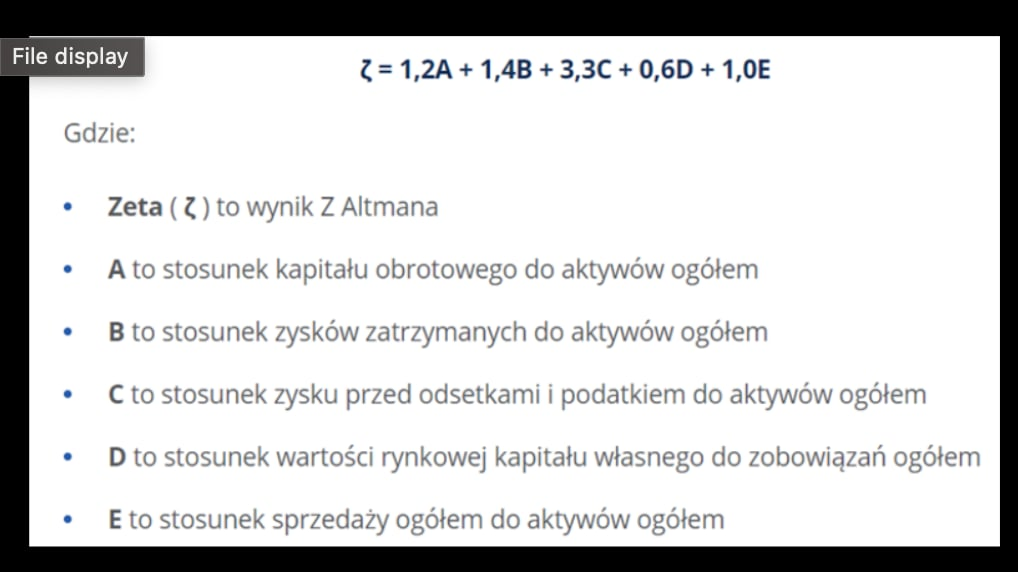 File display
ζ = 1,2A + 1,4B + 3,3C + 0,6D + 1,0E
Gdzie:
• Zeta ( ζ ) to wynik Z Altmana
• A to stosunek kapitału obrotowego do aktywów ogółem
• B to stosunek zysków zatrzymanych do aktywów ogółem
• C to stosunek zysku przed odsetkami i podatkiem do aktywów ogółem
• D to stosunek wartości rynkowej kapitału własnego do zobowiązań ogółem
• E to stosunek sprzedaży ogółem do aktywów ogółem